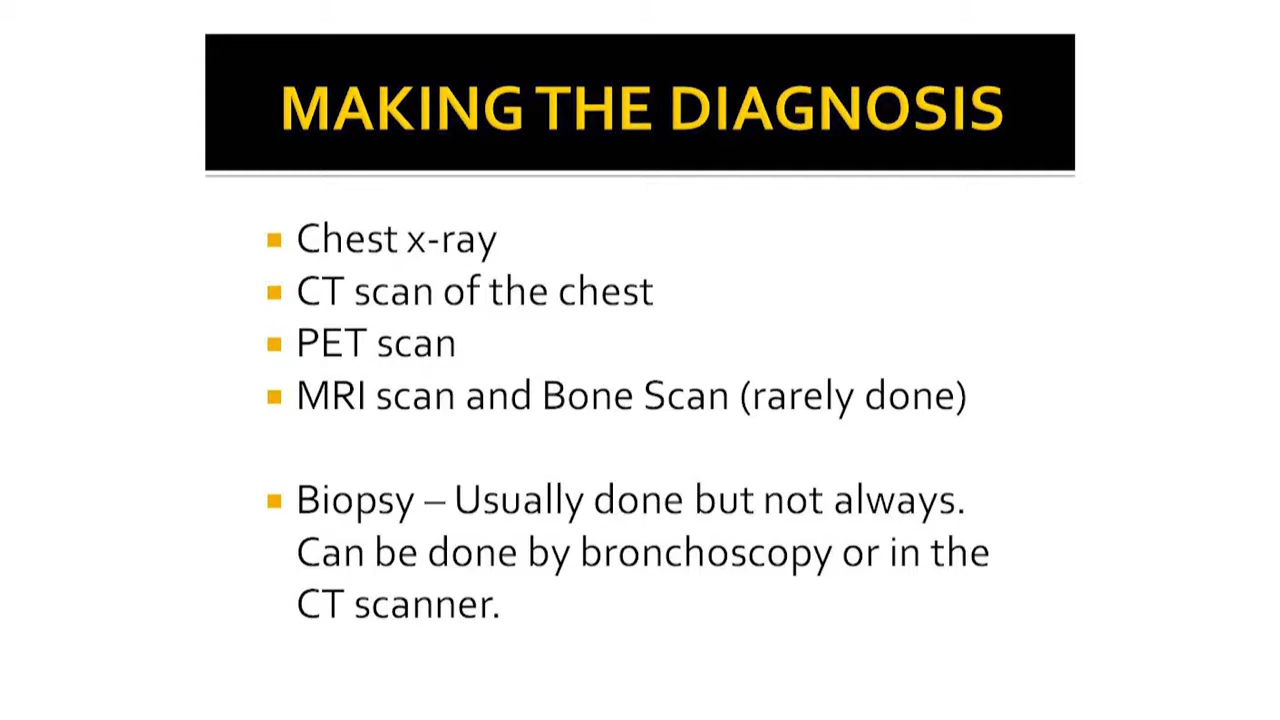 MAKING THE DIAGNOSIS
Chest x-ray
CT scan of the chest
PET scan
MRI scan and Bone Scan (rarely done)
Biopsy – Usually done but not always.
Can be done by bronchoscopy or in the
CT scanner.